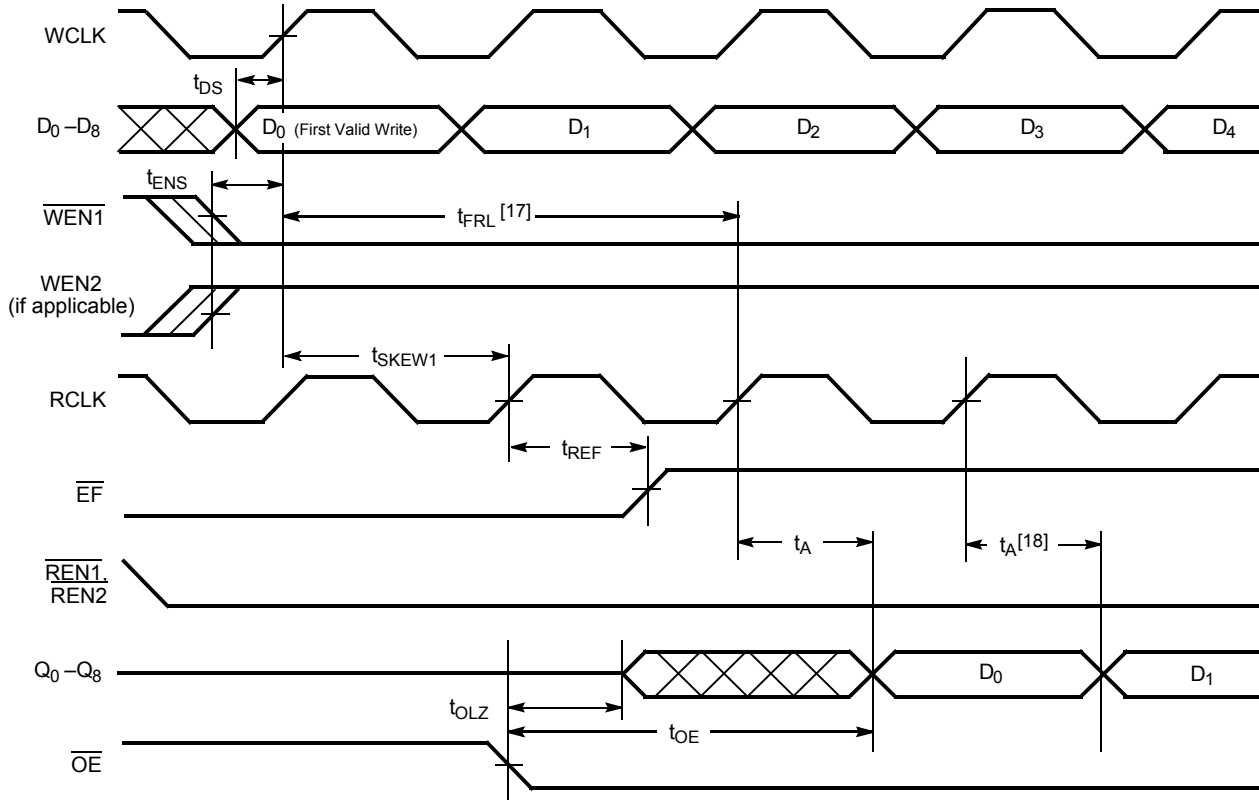 WCLK
tDS
D0 –D8
D0 (First Valid Write)
D1
D2
D3
D4
tENS
WEN1
tFRL [17]
WEN2
(if applicable)
tSKEW1
RCLK
tREF
EF
tA
tA[18]
REN1,
REN2
Q0 –Q8
D0
D1
tOLZ
tOE
OE